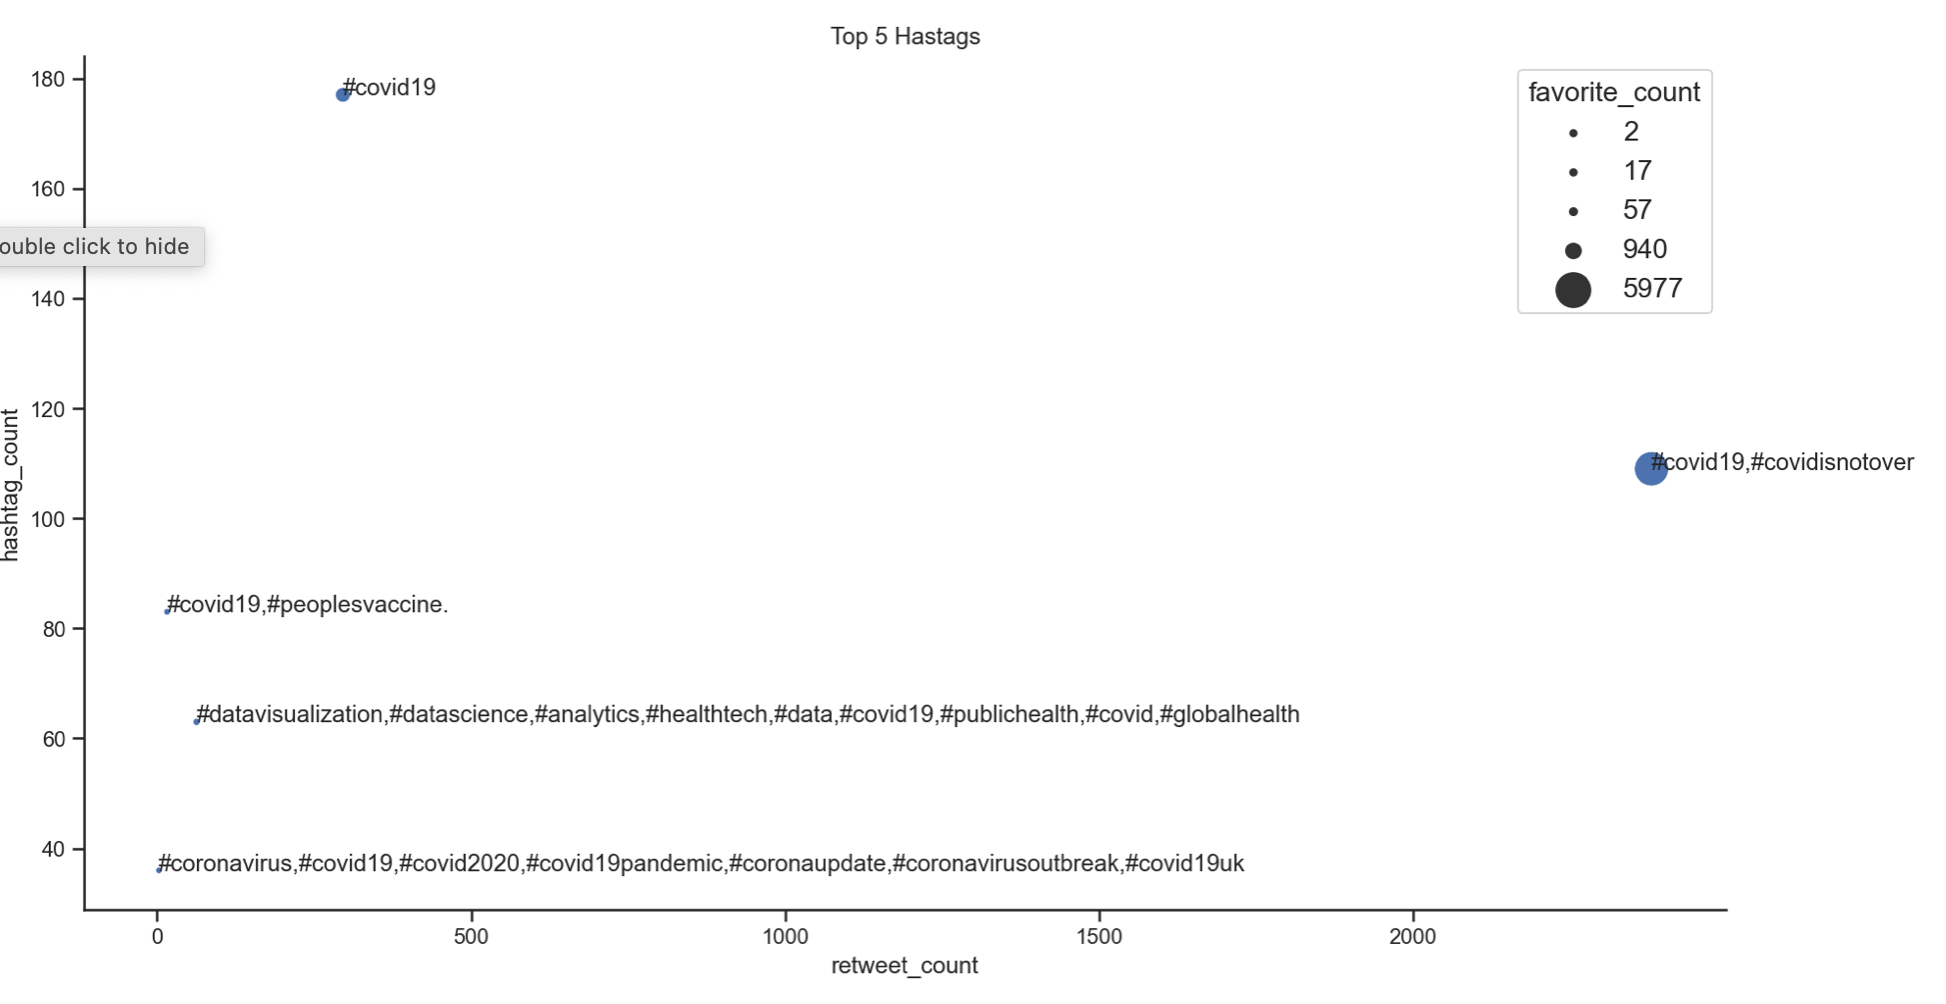 Top 5 Hastags
180
#covid19
favorite_count
2
17
57
940
5977
160
ouble click to hide
140
120
hashtag_count
#covid19,#covidisnotover
100
#covid19,#peoplesvaccine.
80
#datavisualization,#datascience,#analytics,#healthtech,#data,#covid19,#publichealth,#covid,#globalhealth
60
40
#coronavirus,#covid19,#covid2020,#covid19pandemic,#coronaupdate,#coronavirusoutbreak,#covid19uk
0 500 1000 1500 2000
retweet_count